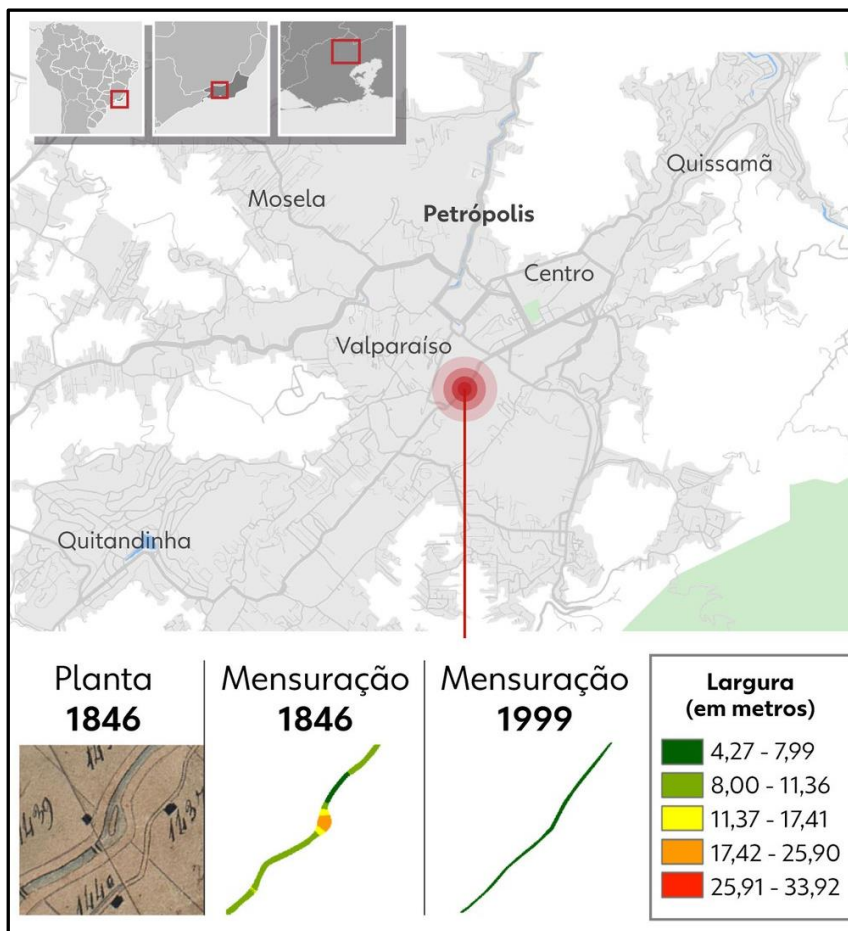 Mosela
Quissamã
Petrópolis
Centro
Valparaíso
Quitandinha
Planta
1846
Mensuração
1846
Mensuração
1999
Largura
(em metros)
4,27 - 7,99
8,00 - 11,36
11,37 - 17,41
17,42 - 25,90
25,91 - 33,92